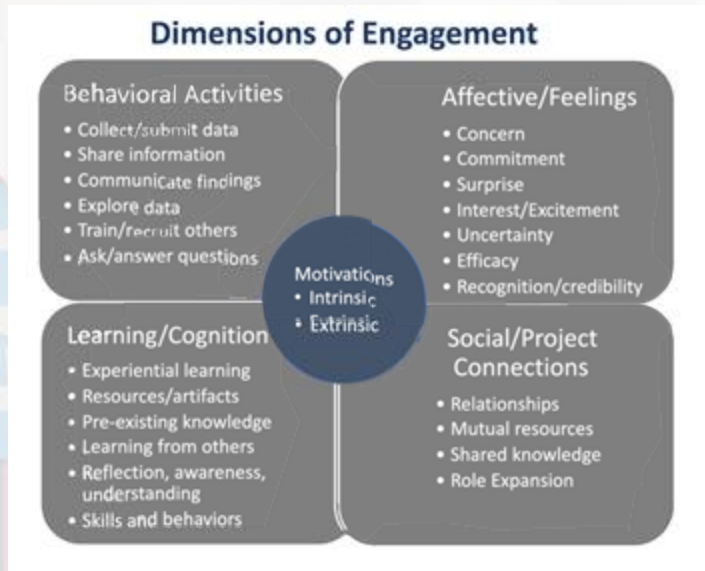 Dimensions of Engagement
Behavioral Activities
• Collect/submit data
• Share information
• Communicate findings
• Explore data
• Train/recruit others
• Ask/answer questions
Affective/Feelings
• Concern
• Commitment
• Surprise
• Interest/Excitement
• Uncertainty
• Efficacy
• Recognition/credibility
Motivations
• Intrinsic
• Extrinsic
Learning/Cognition
• Experiential learning
• Resources/artifacts
• Pre-existing knowledge
• Learning from others
• Reflection, awareness,
understanding
• Skills and behaviors
Social/Project
Connections
• Relationships
• Mutual resources
• Shared knowledge
• Role Expansion